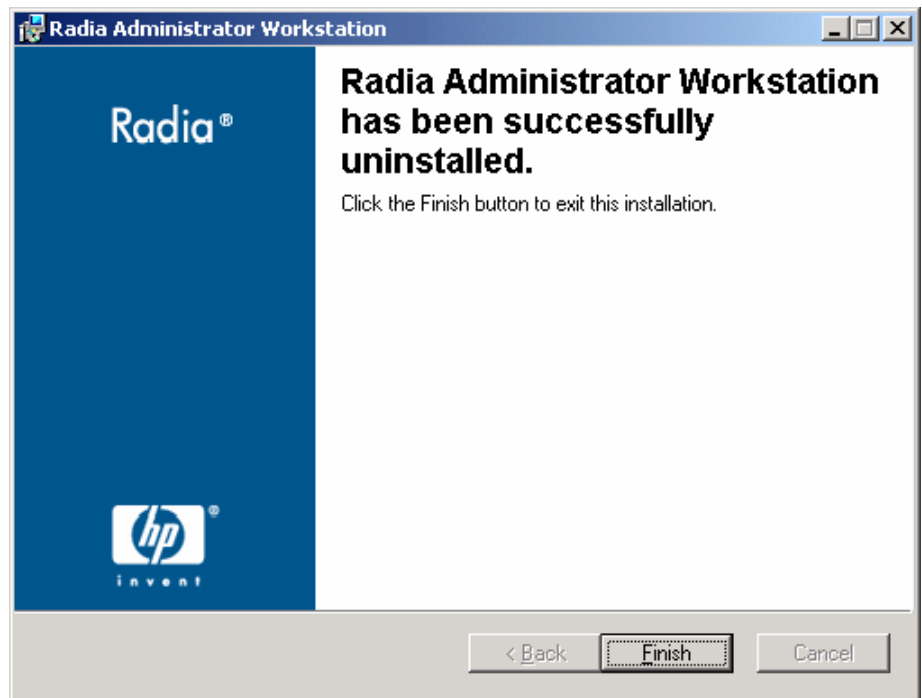 Radia Administrator Workstation
Radia®
Radia Administrator Workstation
has been successfully
uninstalled.
Click the Finish button to exit this installation.
hp®
invent
< Back
Finish
Cancel